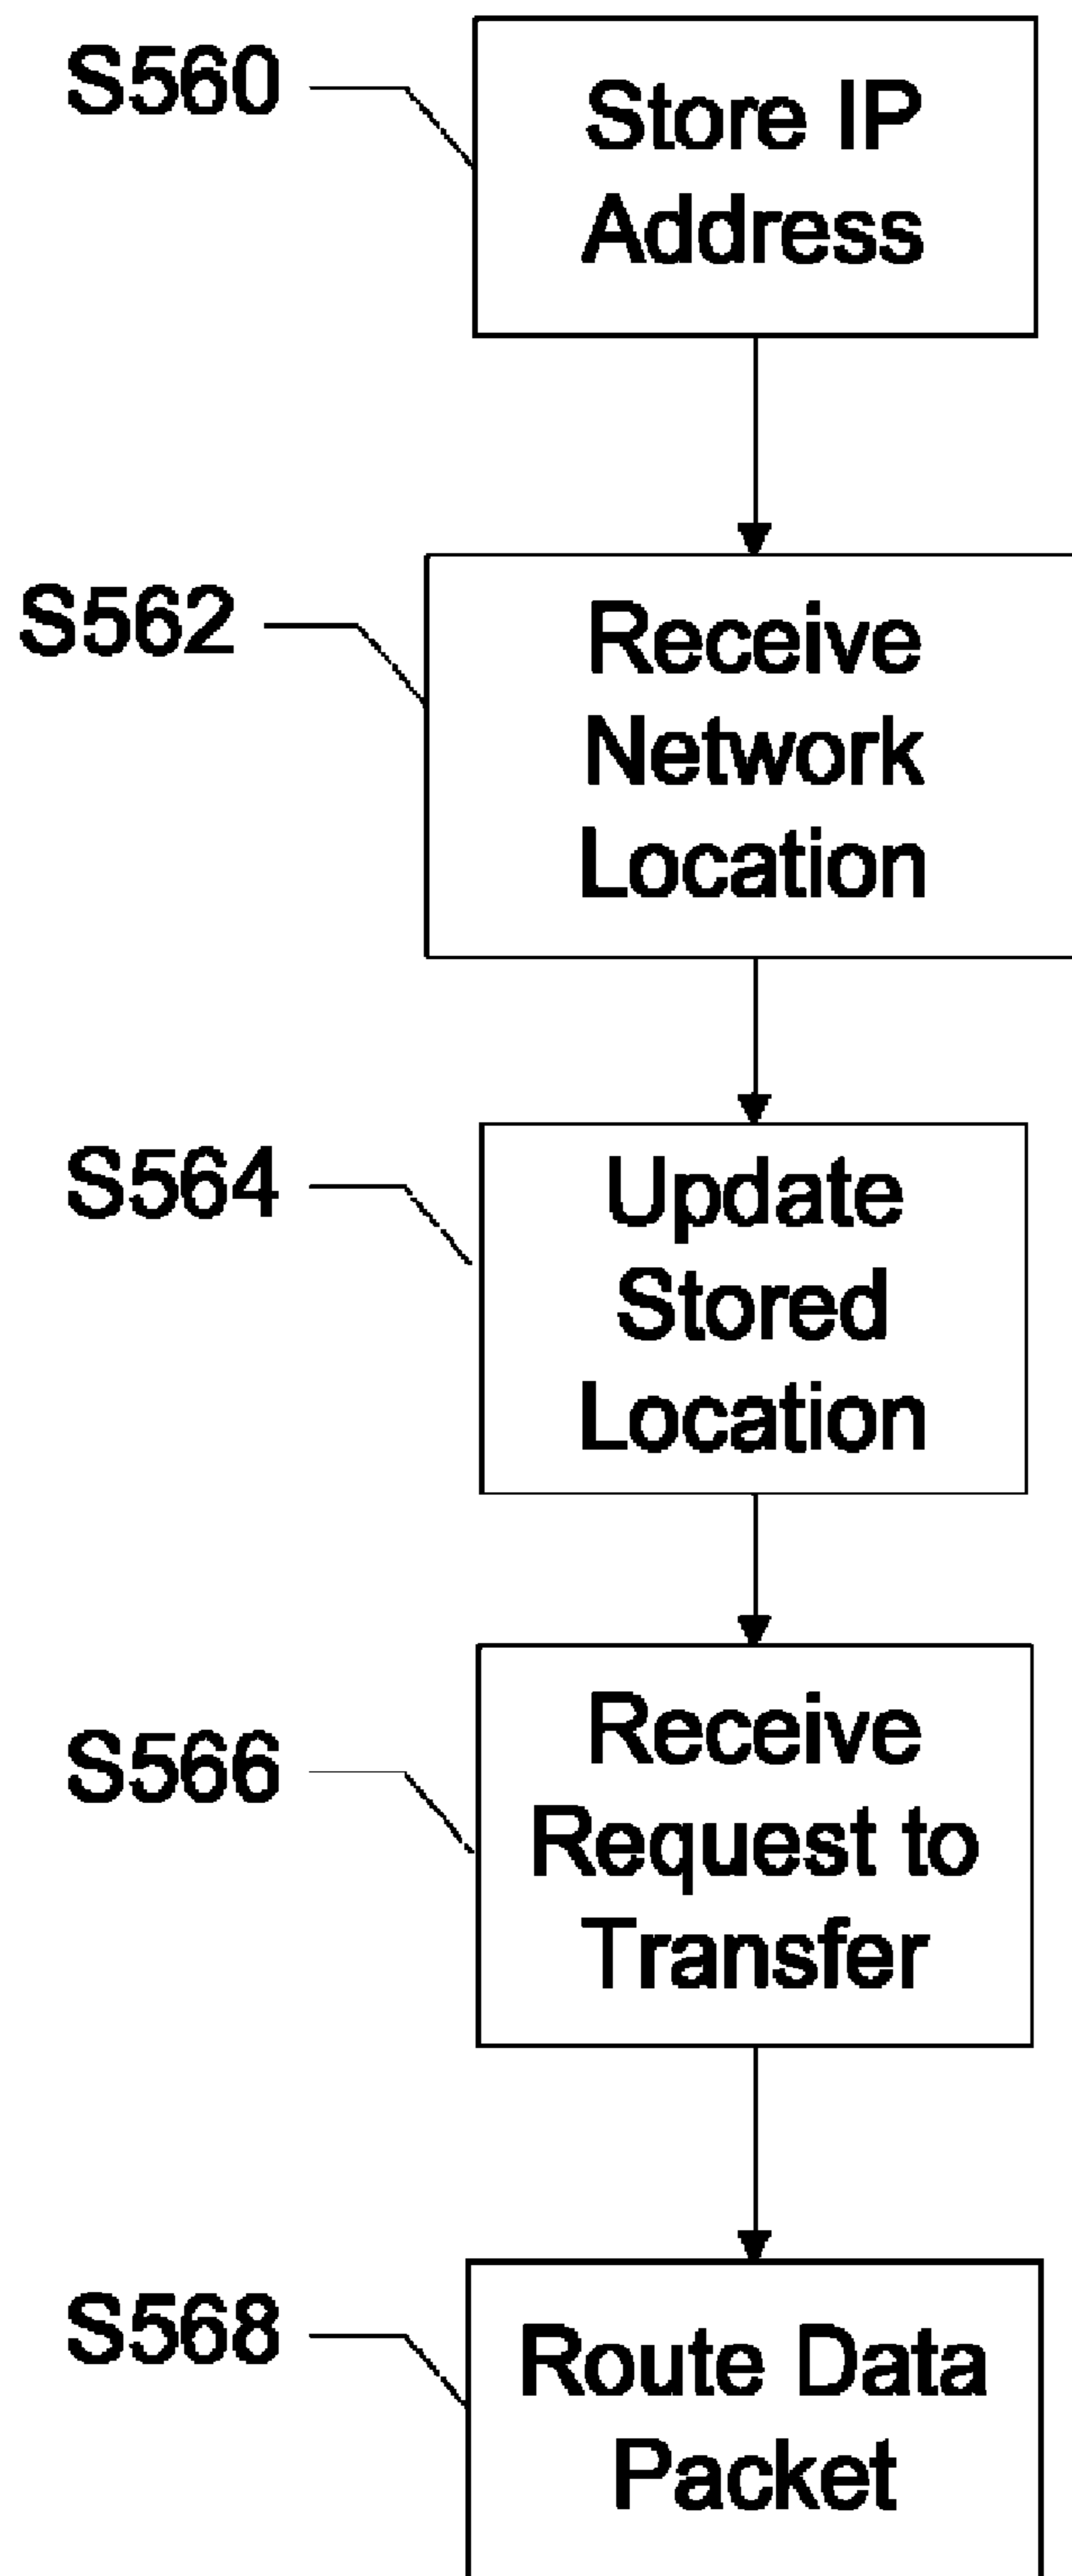 S560
Store IP
Address
S562
Receive
Network
Location
S564
Update
Stored
Location
S566
Receive
Request to
Transfer
S568
Route Data
Packet